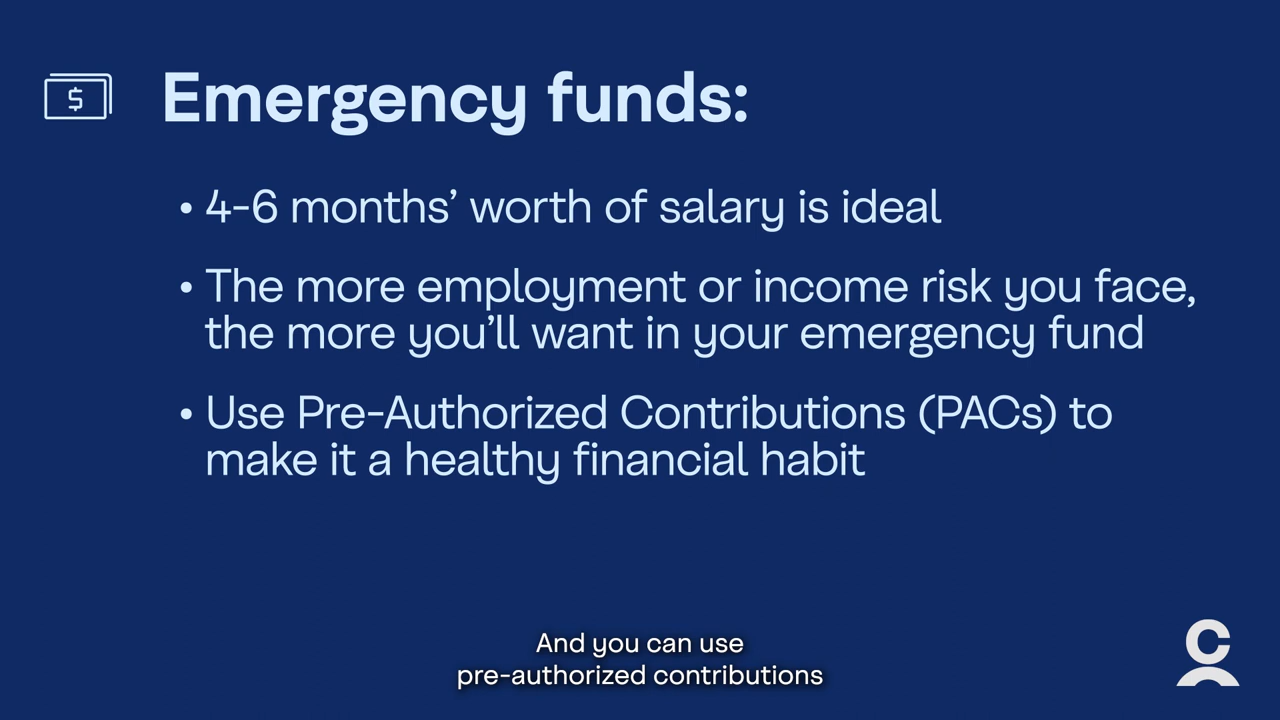 $
Emergency funds:
• 4-6 months’ worth of salary is ideal
• The more employment or income risk you face,
the more you’ll want in your emergency fund
• Use Pre-Authorized Contributions (PACs) to
make it a healthy financial habit
And you can use
pre-authorized contributions
C